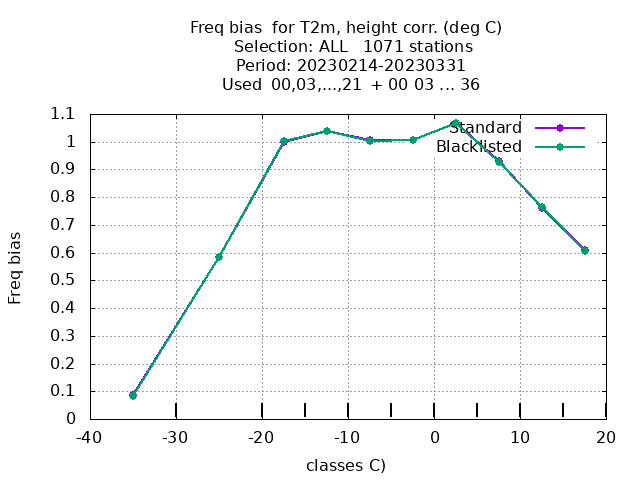 Freq bias  for T2m, height corr. (deg C)
Selection: ALL   1071 stations
Period: 20230214-20230331
Used  00,03,...,21  + 00 03 ... 36
Standard
Blacklisted
Freq bias
1.1
1
0.9
0.8
0.7
0.6
0.5
0.4
0.3
0.2
0.1
0
-40 -30 -20 -10 0 10 20
classes C)